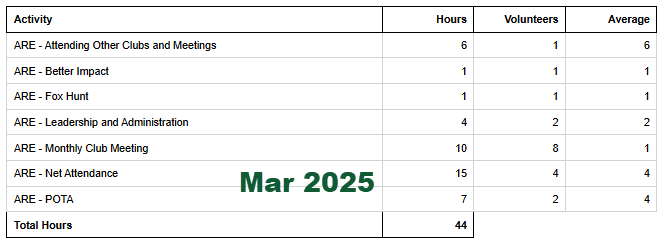 Activity Hours Volunteers Average
ARE - Attending Other Clubs and Meetings 6 1 6
ARE - Better Impact 1 1 1
ARE - Fox Hunt 1 1 1
ARE - Leadership and Administration 4 2 2
ARE - Monthly Club Meeting 10 8 1
ARE - Net Attendance 15 4 4
Mar 2025
ARE - POTA 7 2 4
Total Hours 44